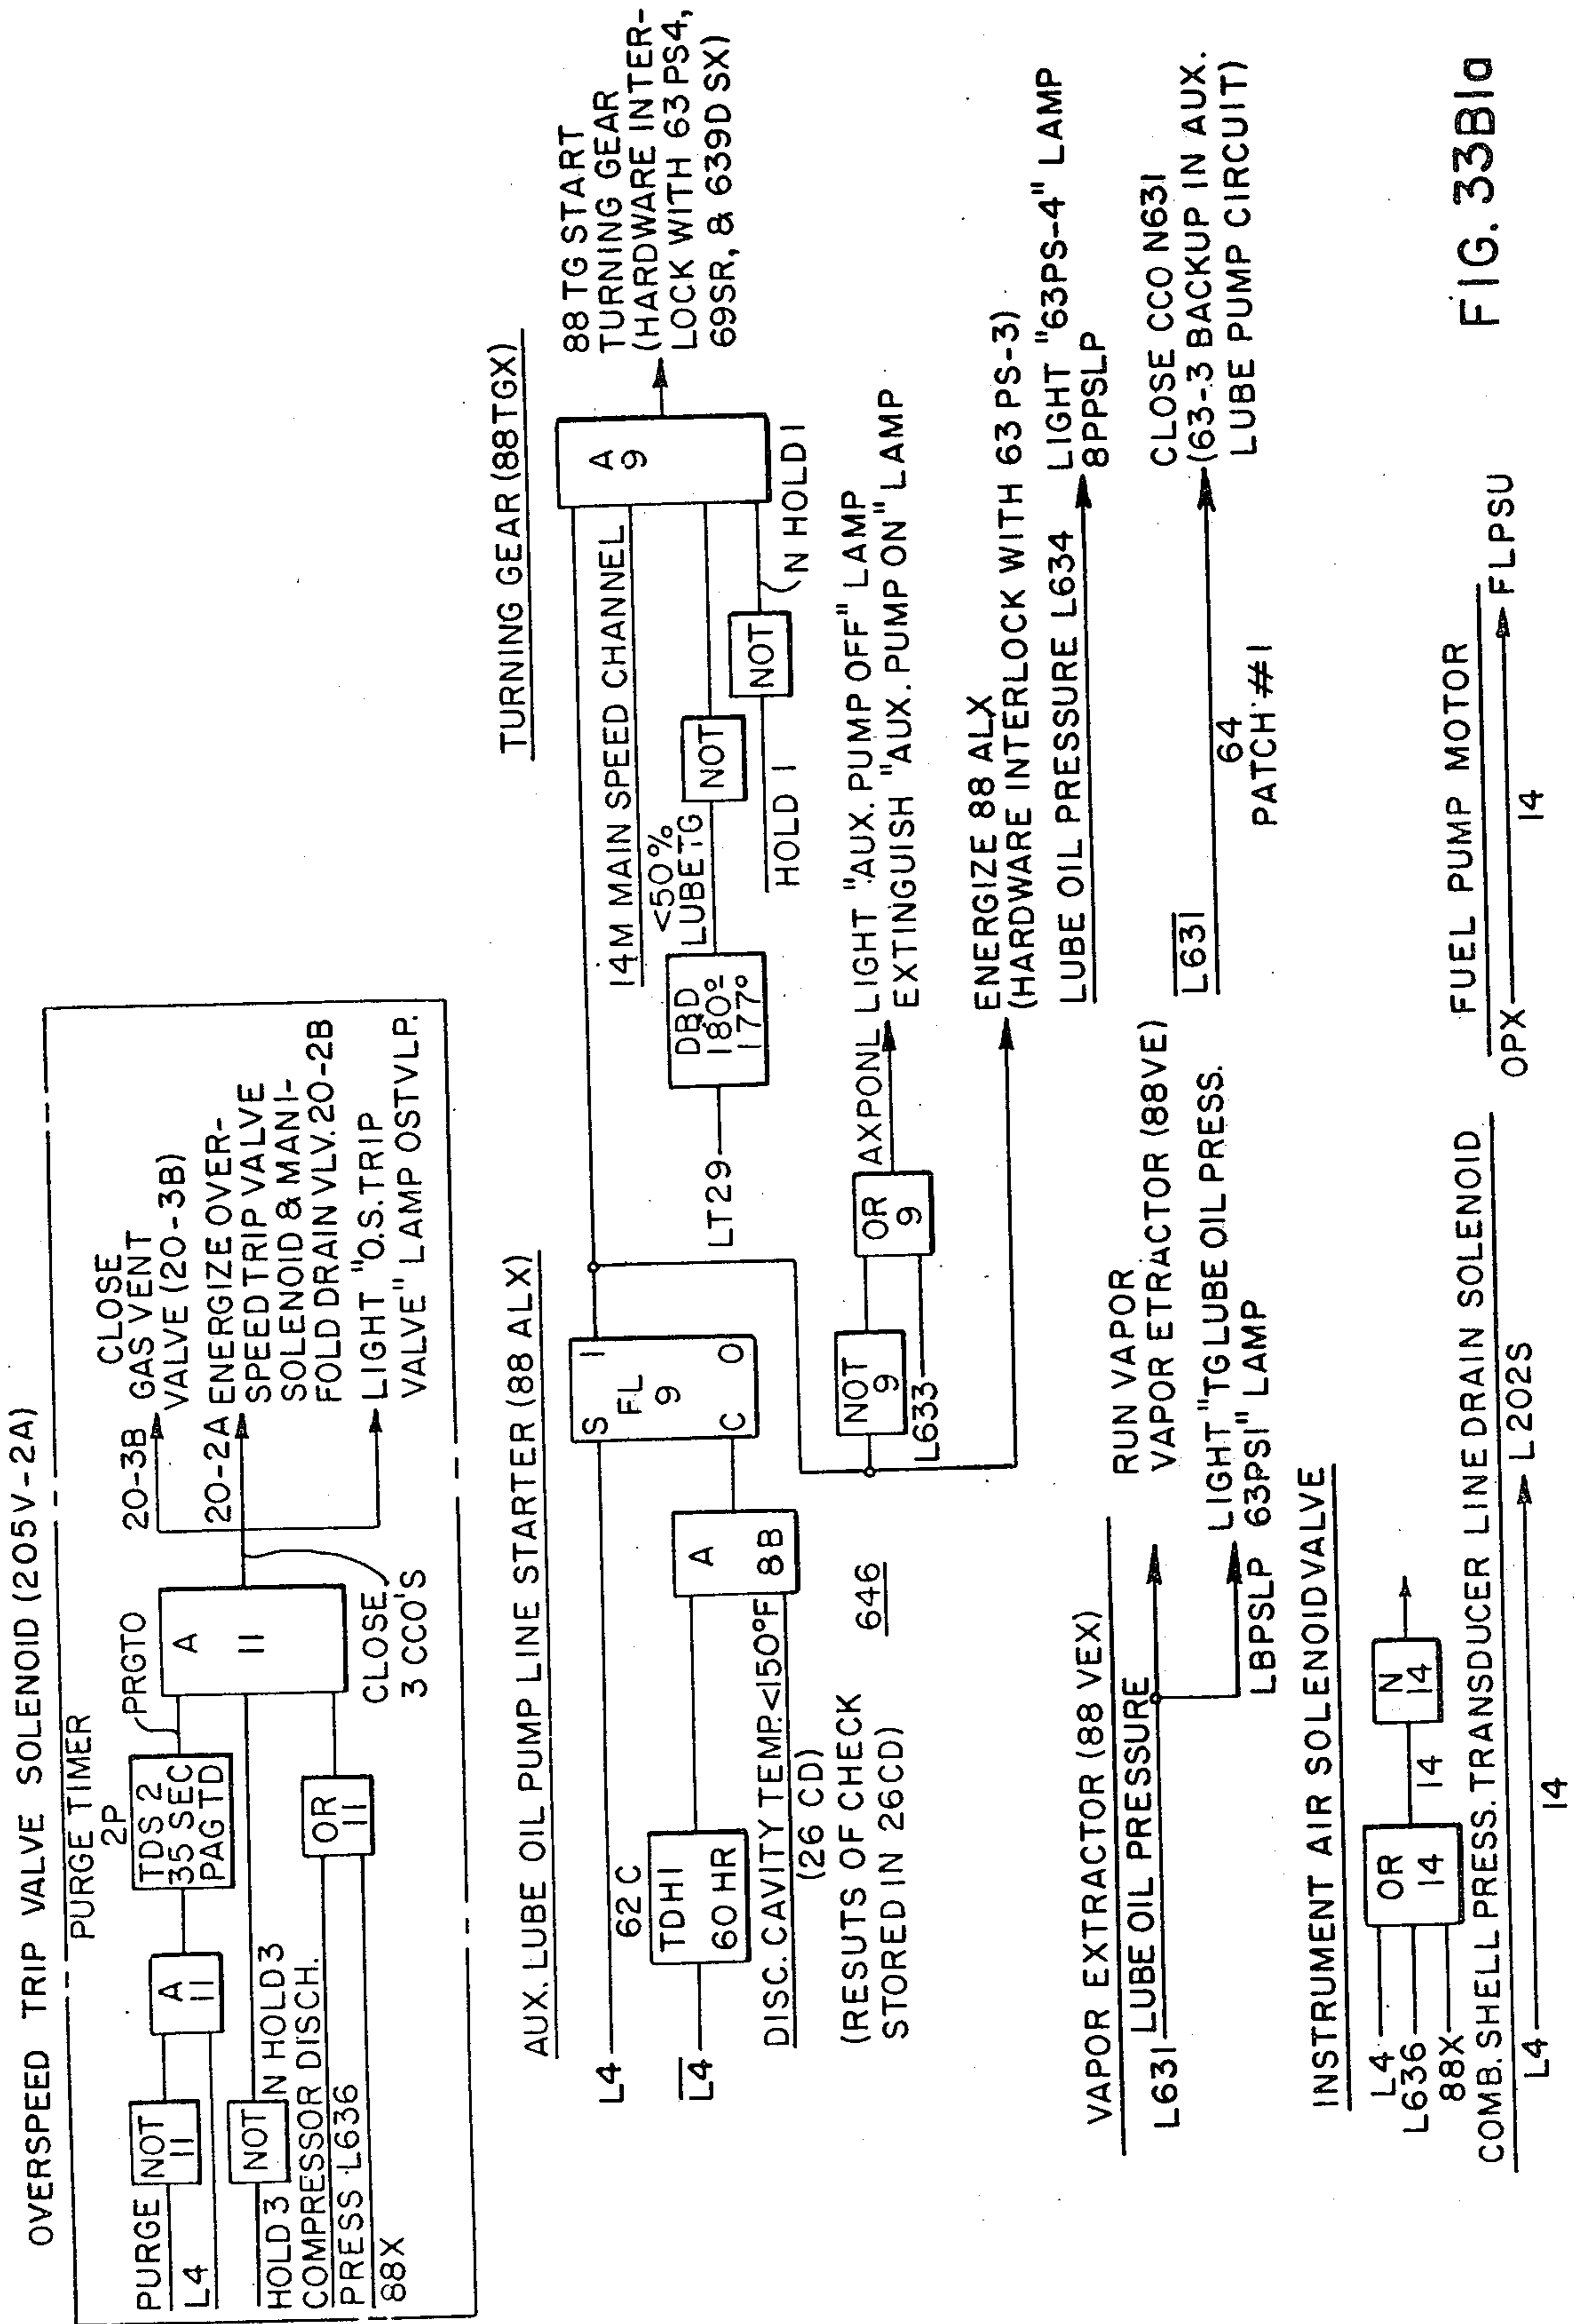 OVERSPEED TRIP VALVE SOLENOID (205V-2A)
PURGE TIMER
2P
PURGE
NOT
11
L4
A
11
TDS 2
35 SEC
PAG TD
PRGTO
HOLD 3
NOT
N HOLD 3
COMPRESSOR DISCH.
PRESS L636
88X
OR
11
A
11
CLOSE
3 CCO'S
20-3B
CLOSE
GAS VENT
VALVE (20-3B)
20-2A
ENERGIZE OVER-
SPEED TRIP VALVE
SOLENOID & MANI-
FOLD DRAIN VLV. 20-2B
LIGHT "O.S. TRIP
VALVE" LAMP OSTVLP.
AUX. LUBE OIL PUMP LINE STARTER (88 ALX)
L4
62 C
L4
TDH1
60 HR
DISC. CAVITY TEMP.<150°F
(26 CD)
(RESUTS OF CHECK
STORED IN 26CD)
A
8B
646
S
1
FL
9
C
0
NOT
9
L633
OR
9
AXPONL
LIGHT "AUX. PUMP OFF" LAMP
EXTINGUISH "AUX. PUMP ON" LAMP
ENERGIZE 88 ALX
(HARDWARE INTERLOCK WITH 63 PS-3)
TURNING GEAR (88TGX)
14M MAIN SPEED CHANNEL
<50%
LUBETG
LT29
DBD
180°
177°
NOT
HOLD 1
NOT
N HOLD 1
A
9
88 TG START
TURNING GEAR
(HARDWARE INTER-
LOCK WITH 63 PS4,
69SR, & 639D SX)
VAPOR EXTRACTOR (88 VEX)
L631
LUBE OIL PRESSURE
RUN VAPOR
VAPOR ETRACTOR (88VE)
LBPSLP
LIGHT "TG LUBE OIL PRESS.
63PSI" LAMP
LUBE OIL PRESSURE L634
LIGHT "63PS-4" LAMP
8PPSLP
L631
64
PATCH #1
CLOSE CCO N631
(63-3 BACKUP IN AUX.
LUBE PUMP CIRCUIT)
INSTRUMENT AIR SOLENOID VALVE
L4
L636
88X
OR
14
14
N
14
COMB. SHELL PRESS. TRANSDUCER LINE DRAIN SOLENOID
L4
14
L202S
FUEL PUMP MOTOR
OPX
14
FLPSU
FIG. 33B1a